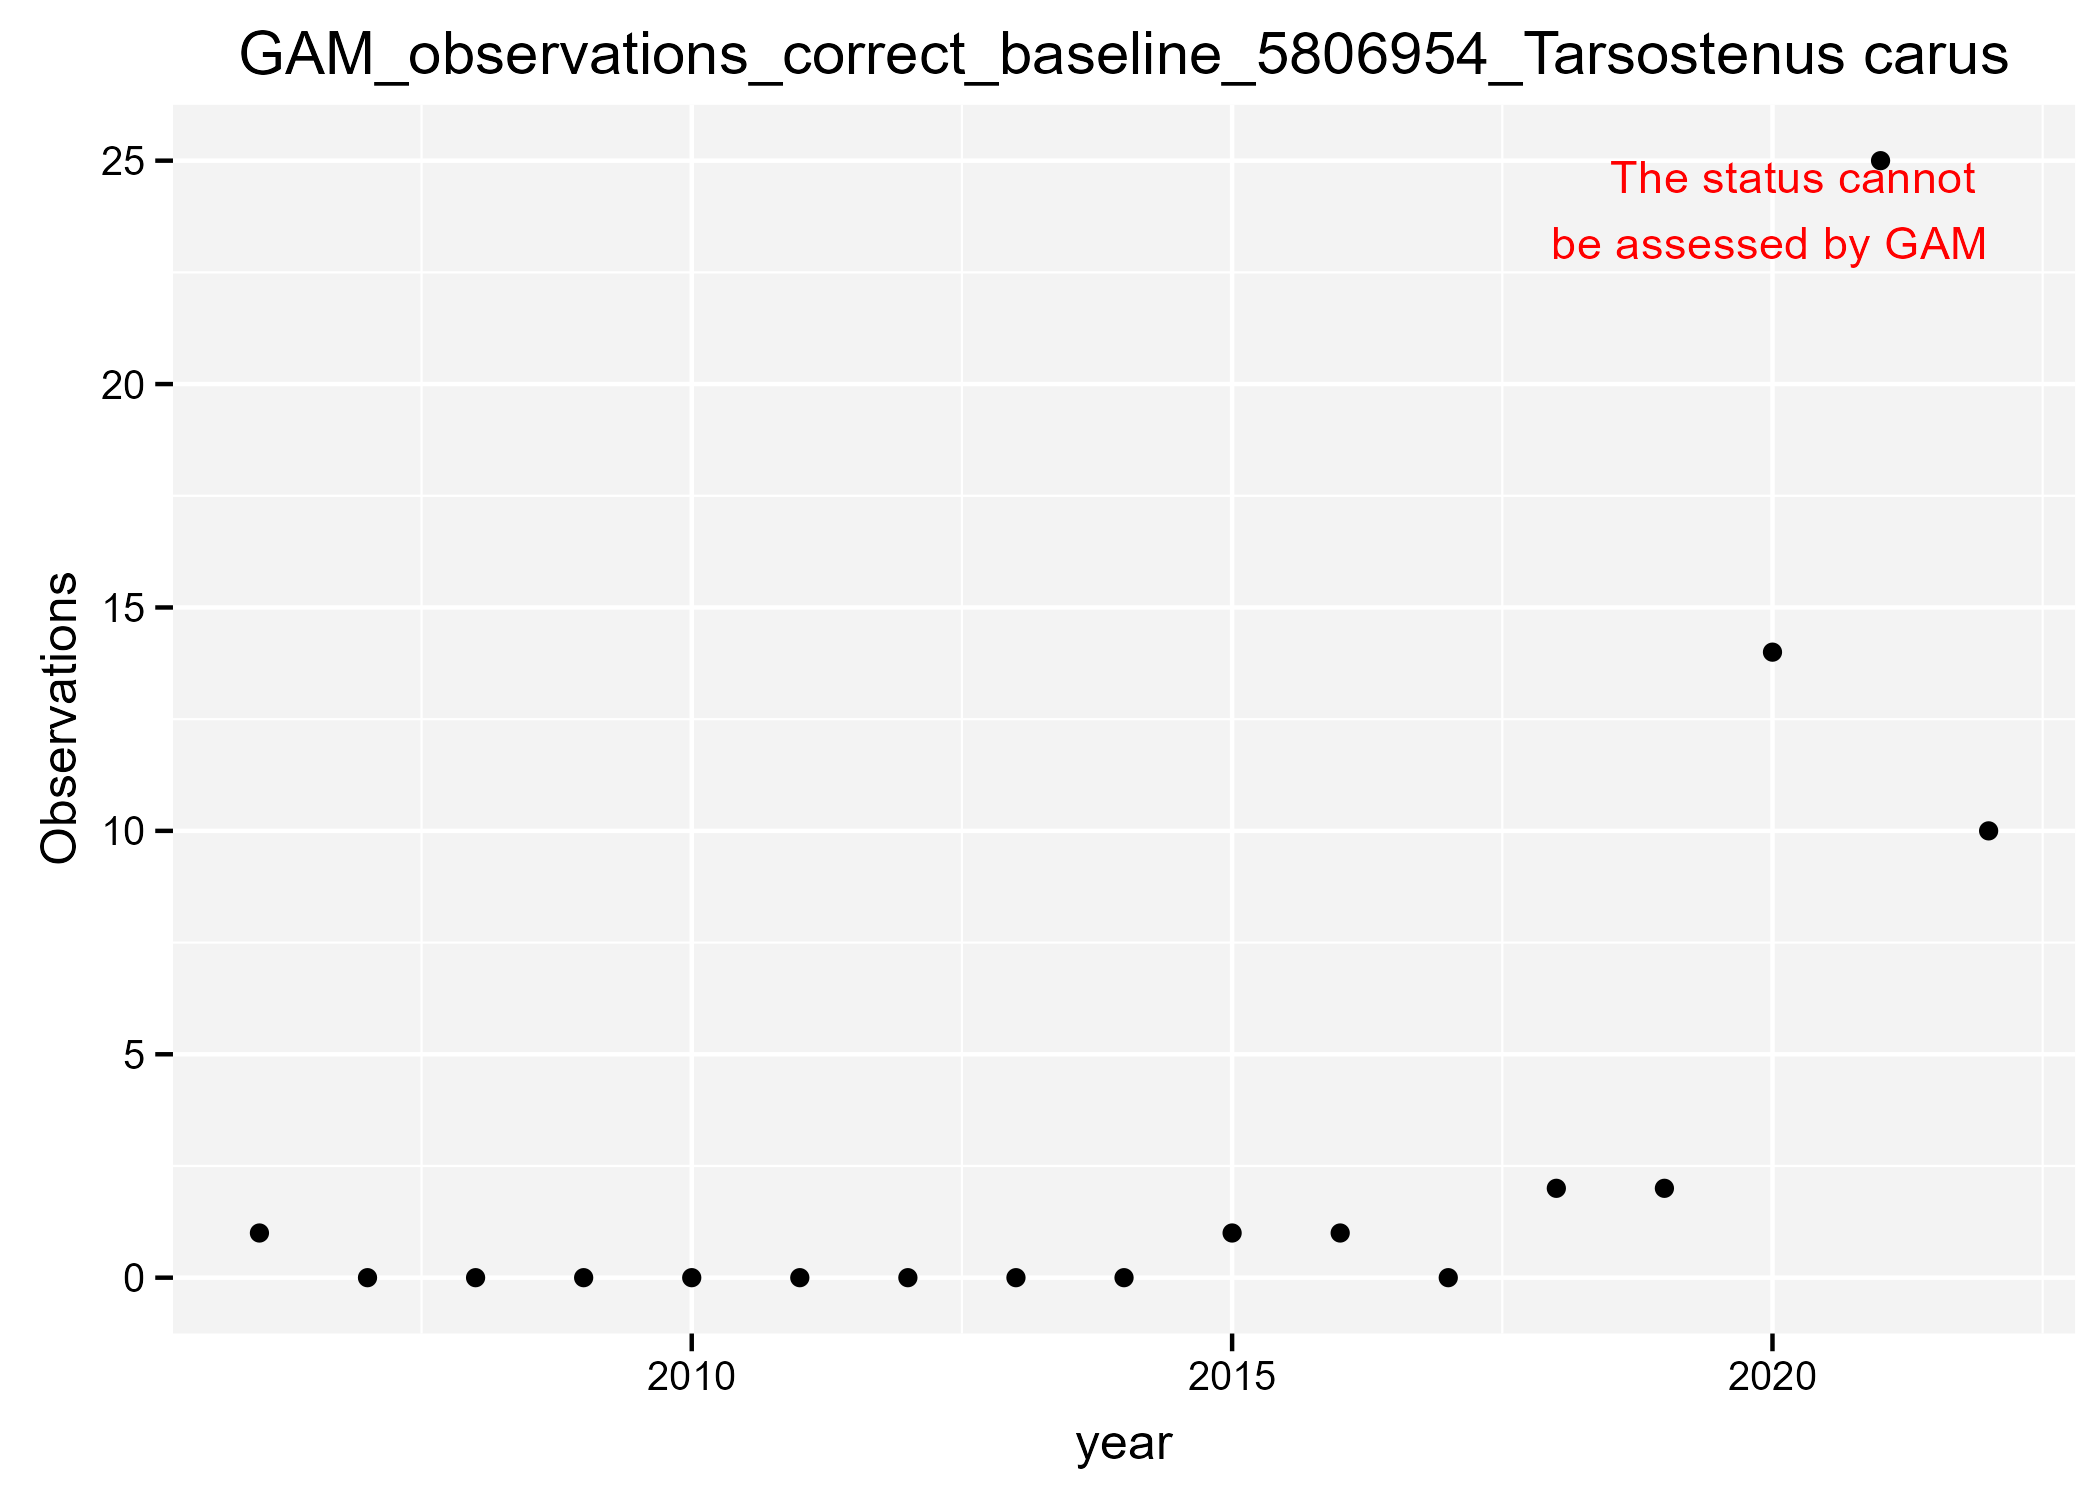 GAM_observations_correct_baseline_5806954_Tarsostenus carus
25
The status cannot
be assessed by GAM
20
15
Observations
10
5
0
2010 2015 2020
year